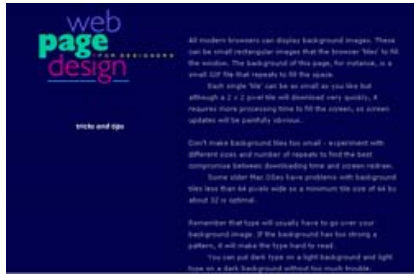 web
page
(FOR DESIGNERS)
design
tricks and tips
All modern browsers can display background images. These
can be small rectangular images that the browser 'tiles' to fill
the window. The background of this page, for instance, is a
small GIF file that repeats to fill the space.
Each single 'tile' can be as small as you like but
although a 2 x 2 pixel tile will download very quickly, it
requires more processing time to fill the screen, so screen
updates will be painfully obvious.
Don't make background tiles too small - experiment with
different sizes and number of repeats to find the best
compromise between downloading time and screen redraw.
Some older Mac OSes have problems with background
tiles less than 64 pixels wide so a minimum tile size of 64 by
about 32 is optimal.
Remember that type will usually have to go over your
background image. If the background has too strong a
pattern, it will make the type hard to read.
You can put dark type on a light background and light
type on a dark background without too much trouble.